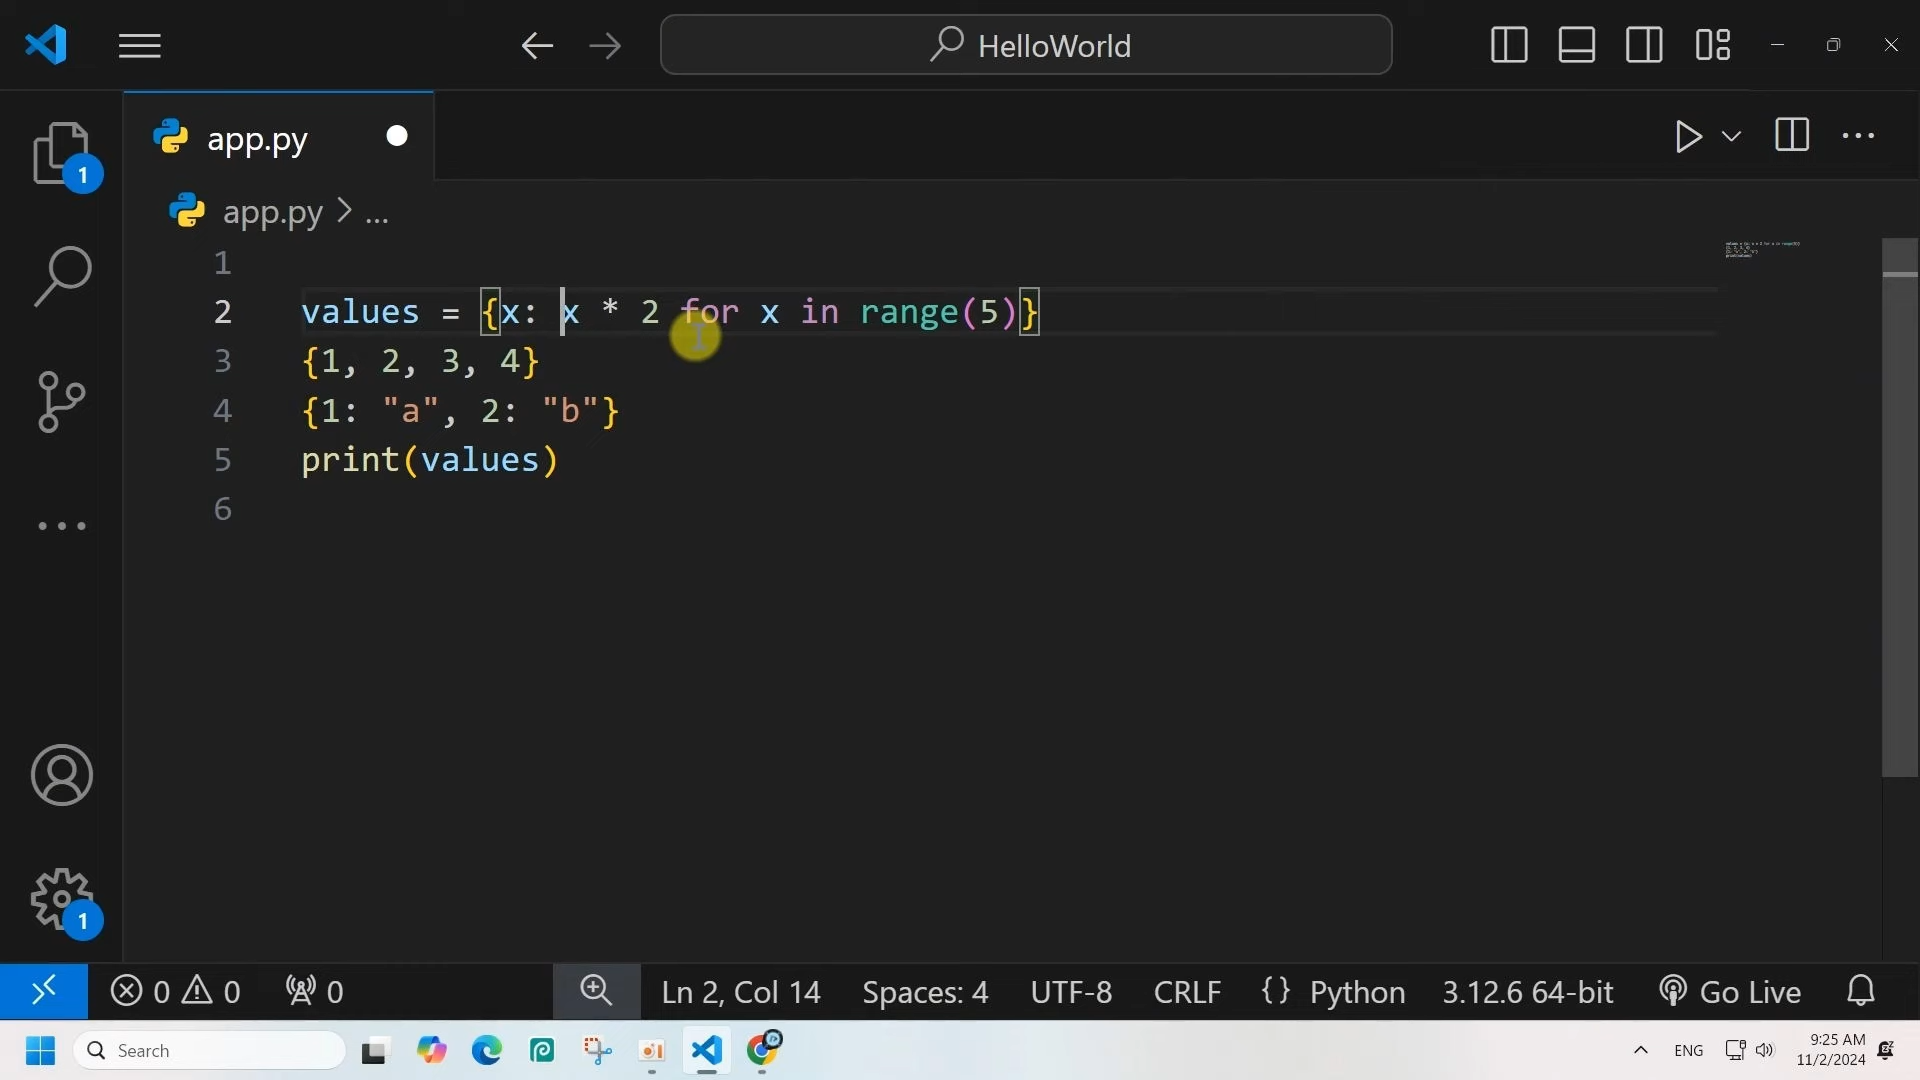 HelloWorld
app.py
1
app.py > ...
1
2 values = {x: x * 2 for x in range(5)}
3 {1, 2, 3, 4}
4 {1: "a", 2: "b"}
5 print(values)
6
1
0 0 0 Ln 2, Col 14 Spaces: 4 UTF-8 CRLF {} Python 3.12.6 64-bit Go Live
Search ENG 9:25 AM
11/2/2024